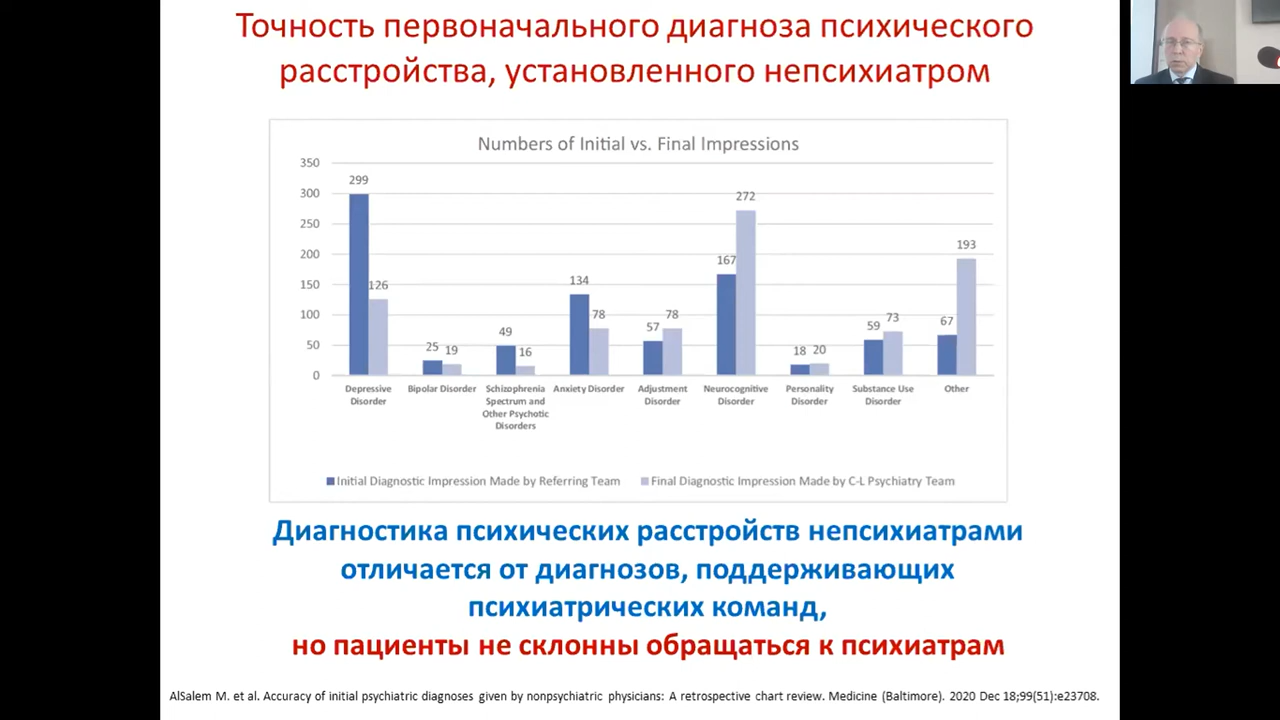 Точность первоначального диагноза психического
расстройства, установленного непсихиатром
Numbers of Initial vs. Final Impressions
350
300
250
200
150
100
50
0
299
126
25
19
49
16
134
78
57
78
167
272
18
20
59
73
67
193
Depressive
Disorder
Bipolar Disorder
Schizophrenia
Spectrum and
Other Psychotic
Disorders
Anxiety Disorder
Adjustment
Disorder
Neurocognitive
Disorder
Personality
Disorder
Substance Use
Disorder
Other
Initial Diagnostic Impression Made by Referring Team
Final Diagnostic Impression Made by C-L Psychiatry Team
Диагностика психических расстройств непсихиатрами
отличается от диагнозов, поддерживающих
психиатрических команд,
но пациенты не склонны обращаться к психиатрам
AlSalem M. et al. Accuracy of initial psychiatric diagnoses given by nonpsychiatric physicians: A retrospective chart review. Medicine (Baltimore). 2020 Dec 18;99(51):e23708.